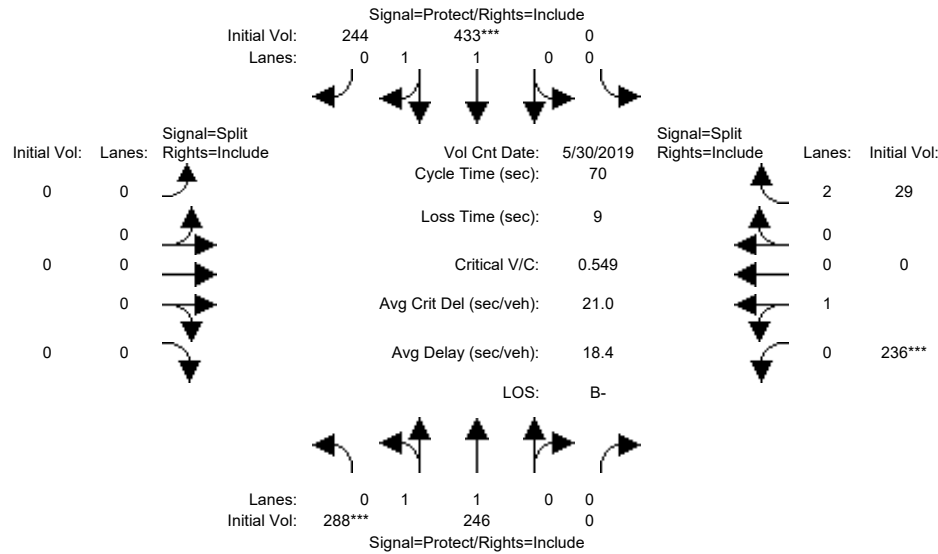 Signal=Protect/Rights=Include
Initial Vol: 244 433*** 0
Lanes: 0 1 1 0 0
Signal=Split Signal=Split
Initial Vol: Lanes: Rights=Include Vol Cnt Date: 5/30/2019 Rights=Include Lanes: Initial Vol:
Cycle Time (sec): 70
0 0 2 29
Loss Time (sec): 9
0 0
0 0 Critical V/C: 0.549 0 0
0 Avg Crit Del (sec/veh): 21.0 1
0 0 Avg Delay (sec/veh): 18.4 0 236***
LOS: B-
Lanes: 0 1 1 0 0
Initial Vol: 288*** 246 0
Signal=Protect/Rights=Include